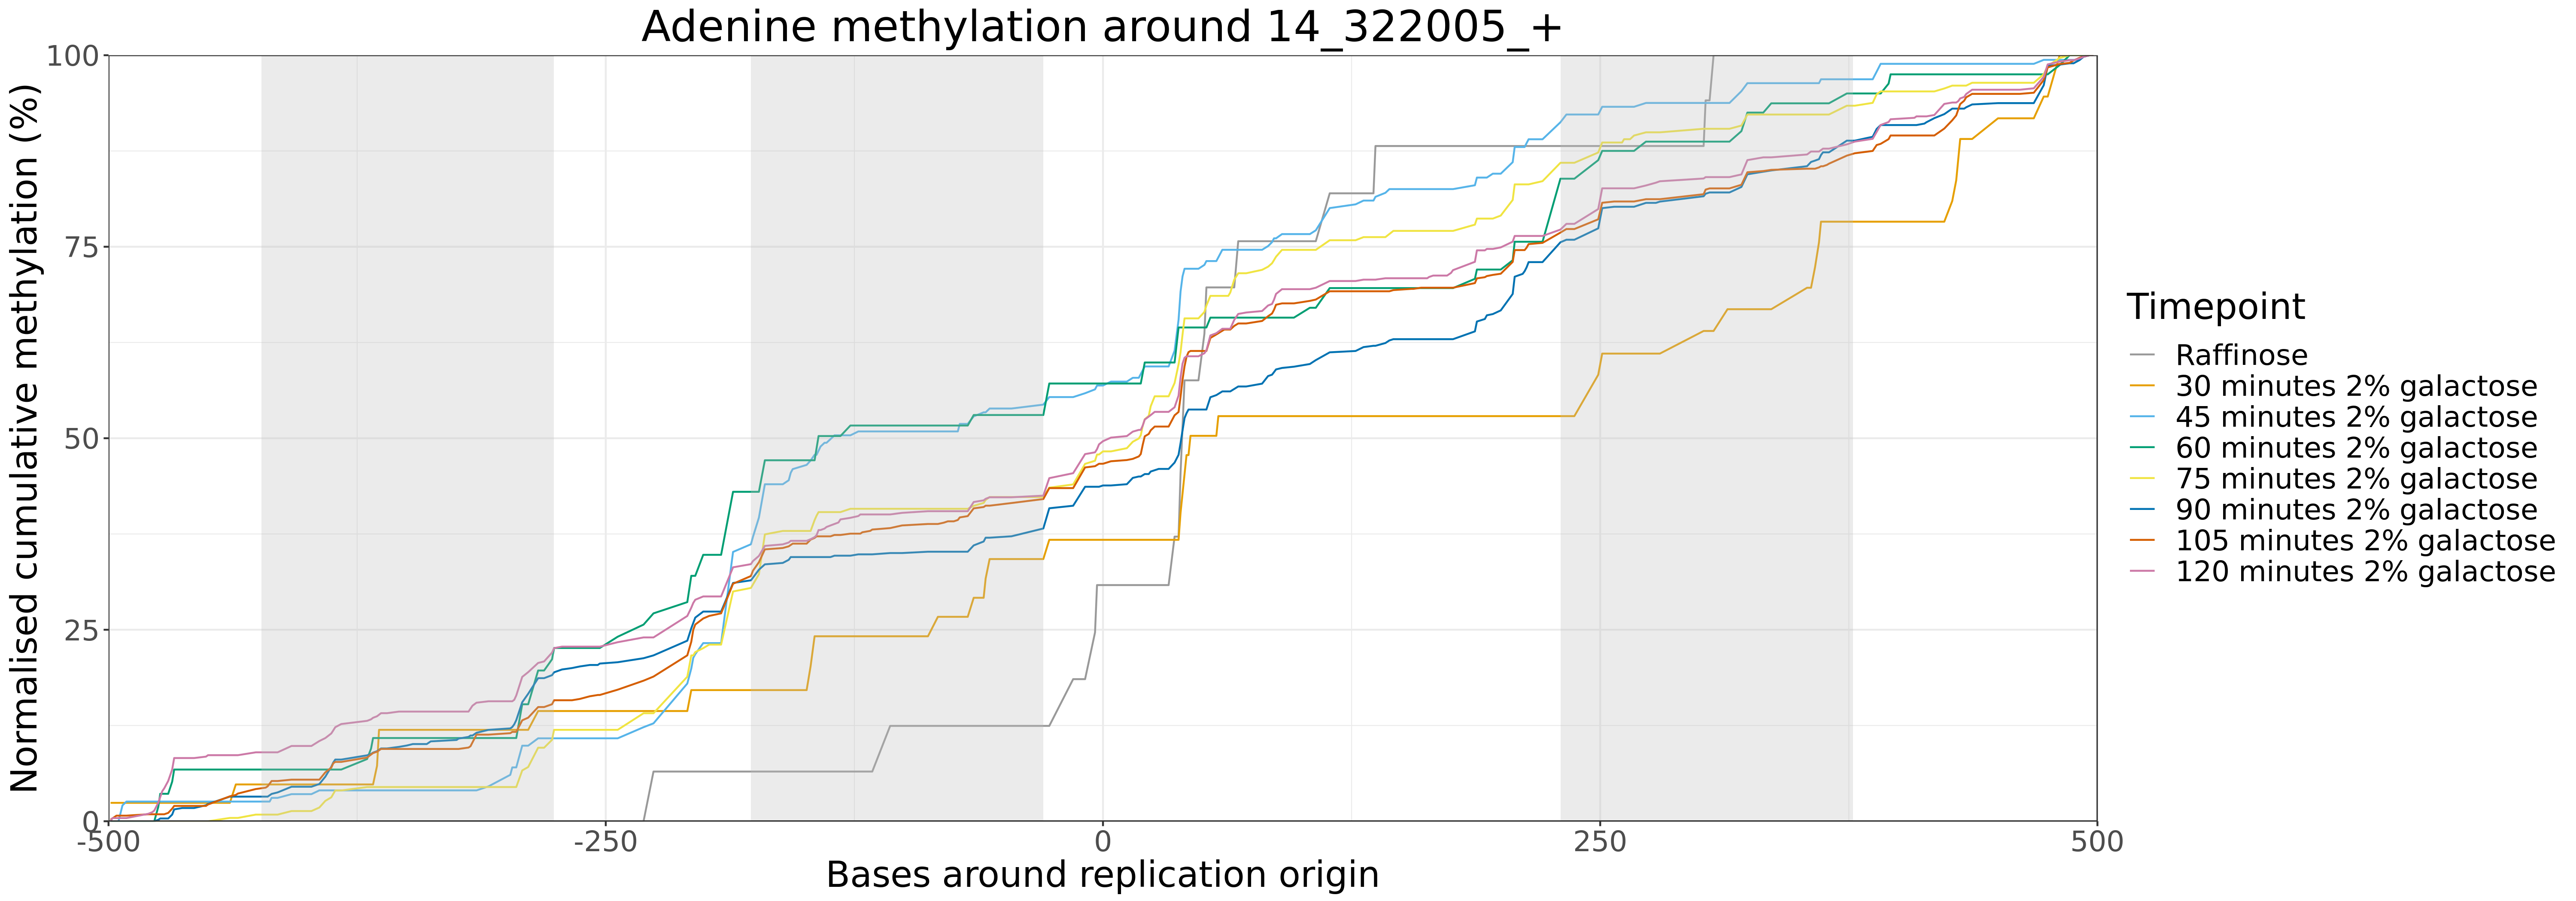 Adenine methylation around 14_322005_+
Normalised cumulative methylation (%)
100
75
50
25
0
-500
-250
0
250
500
Bases around replication origin
Timepoint
Raffinose
30 minutes 2% galactose
45 minutes 2% galactose
60 minutes 2% galactose
75 minutes 2% galactose
90 minutes 2% galactose
105 minutes 2% galactose
120 minutes 2% galactose